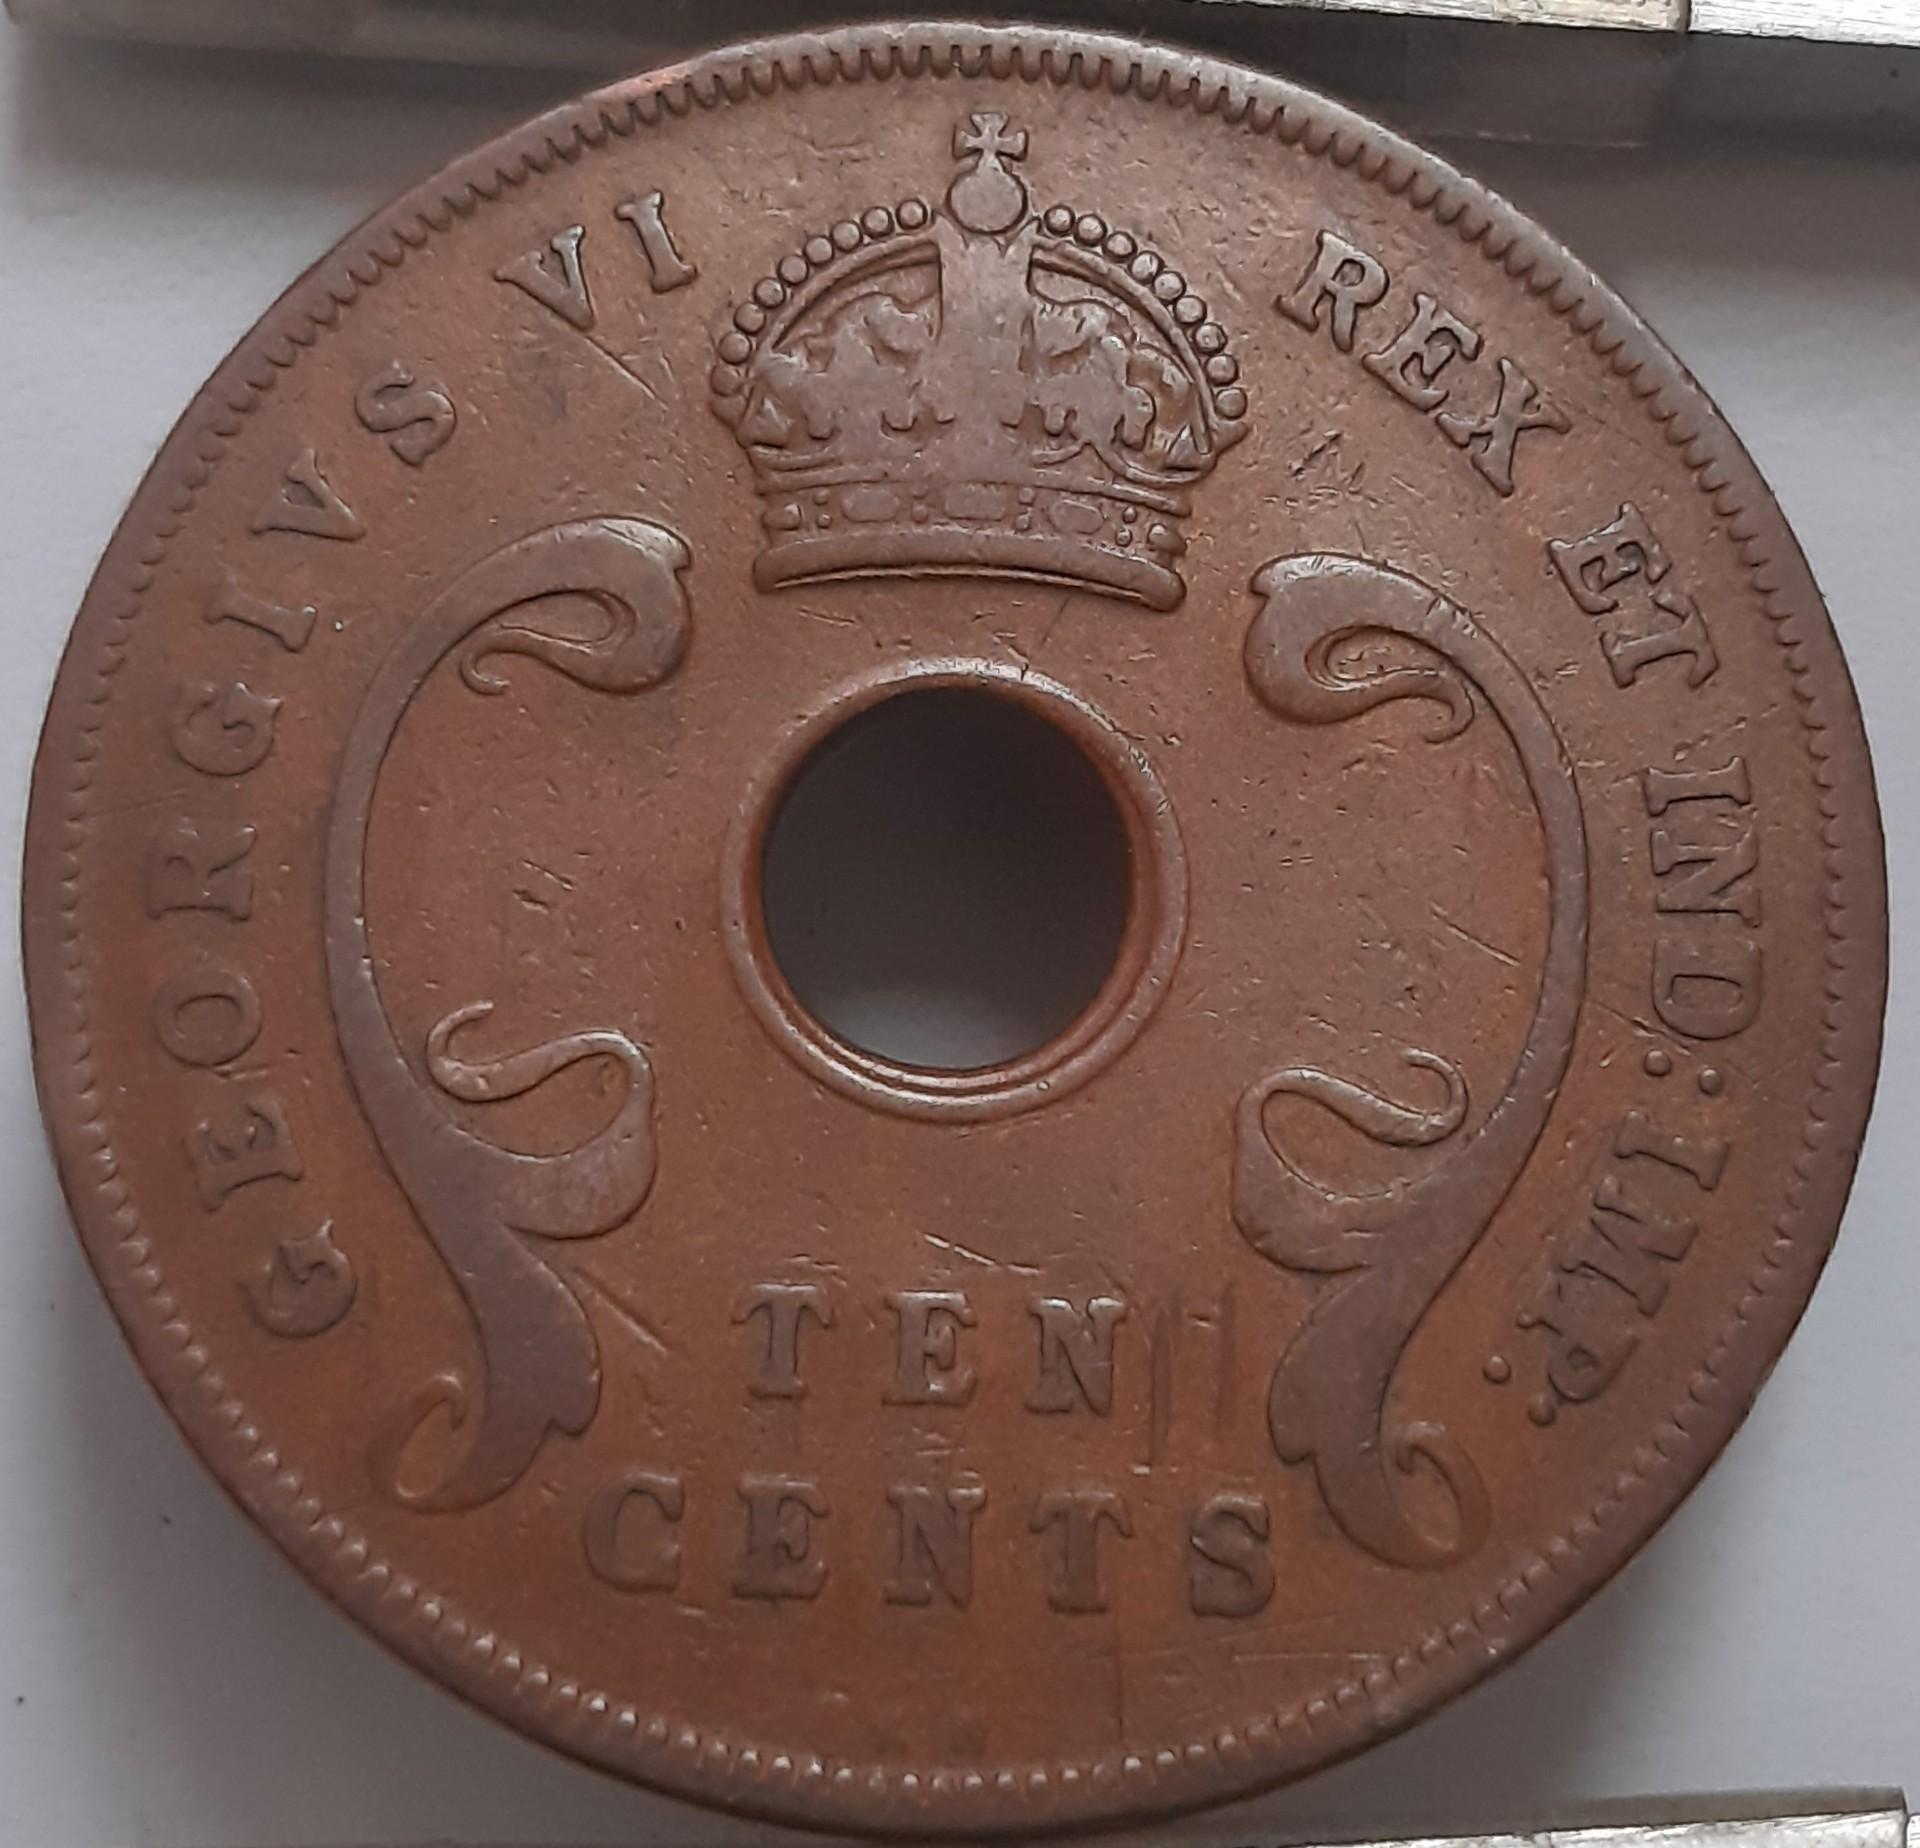 GEORGIVS VI REX ET IND: IMP:
TEN
CENTS